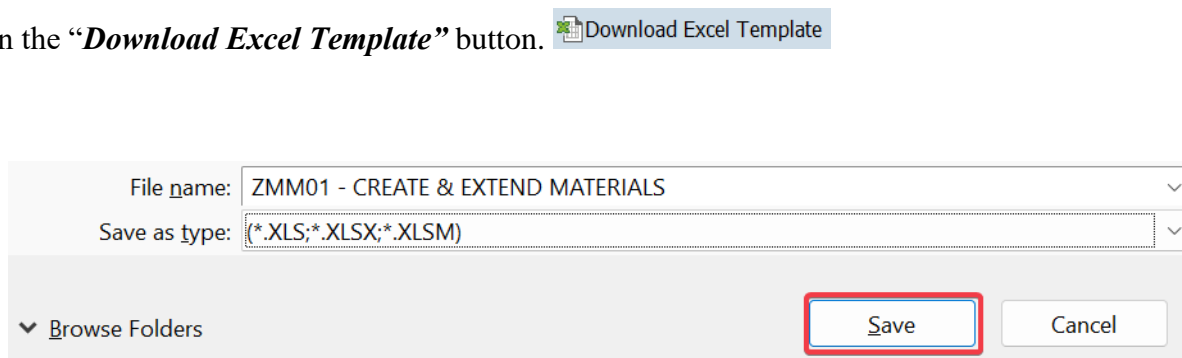 n the “Download Excel Template” button. Download Excel Template
File name: ZMM01 - CREATE & EXTEND MATERIALS
Save as type: (*.XLS;*.XLSX;*.XLSM)
Browse Folders Save Cancel